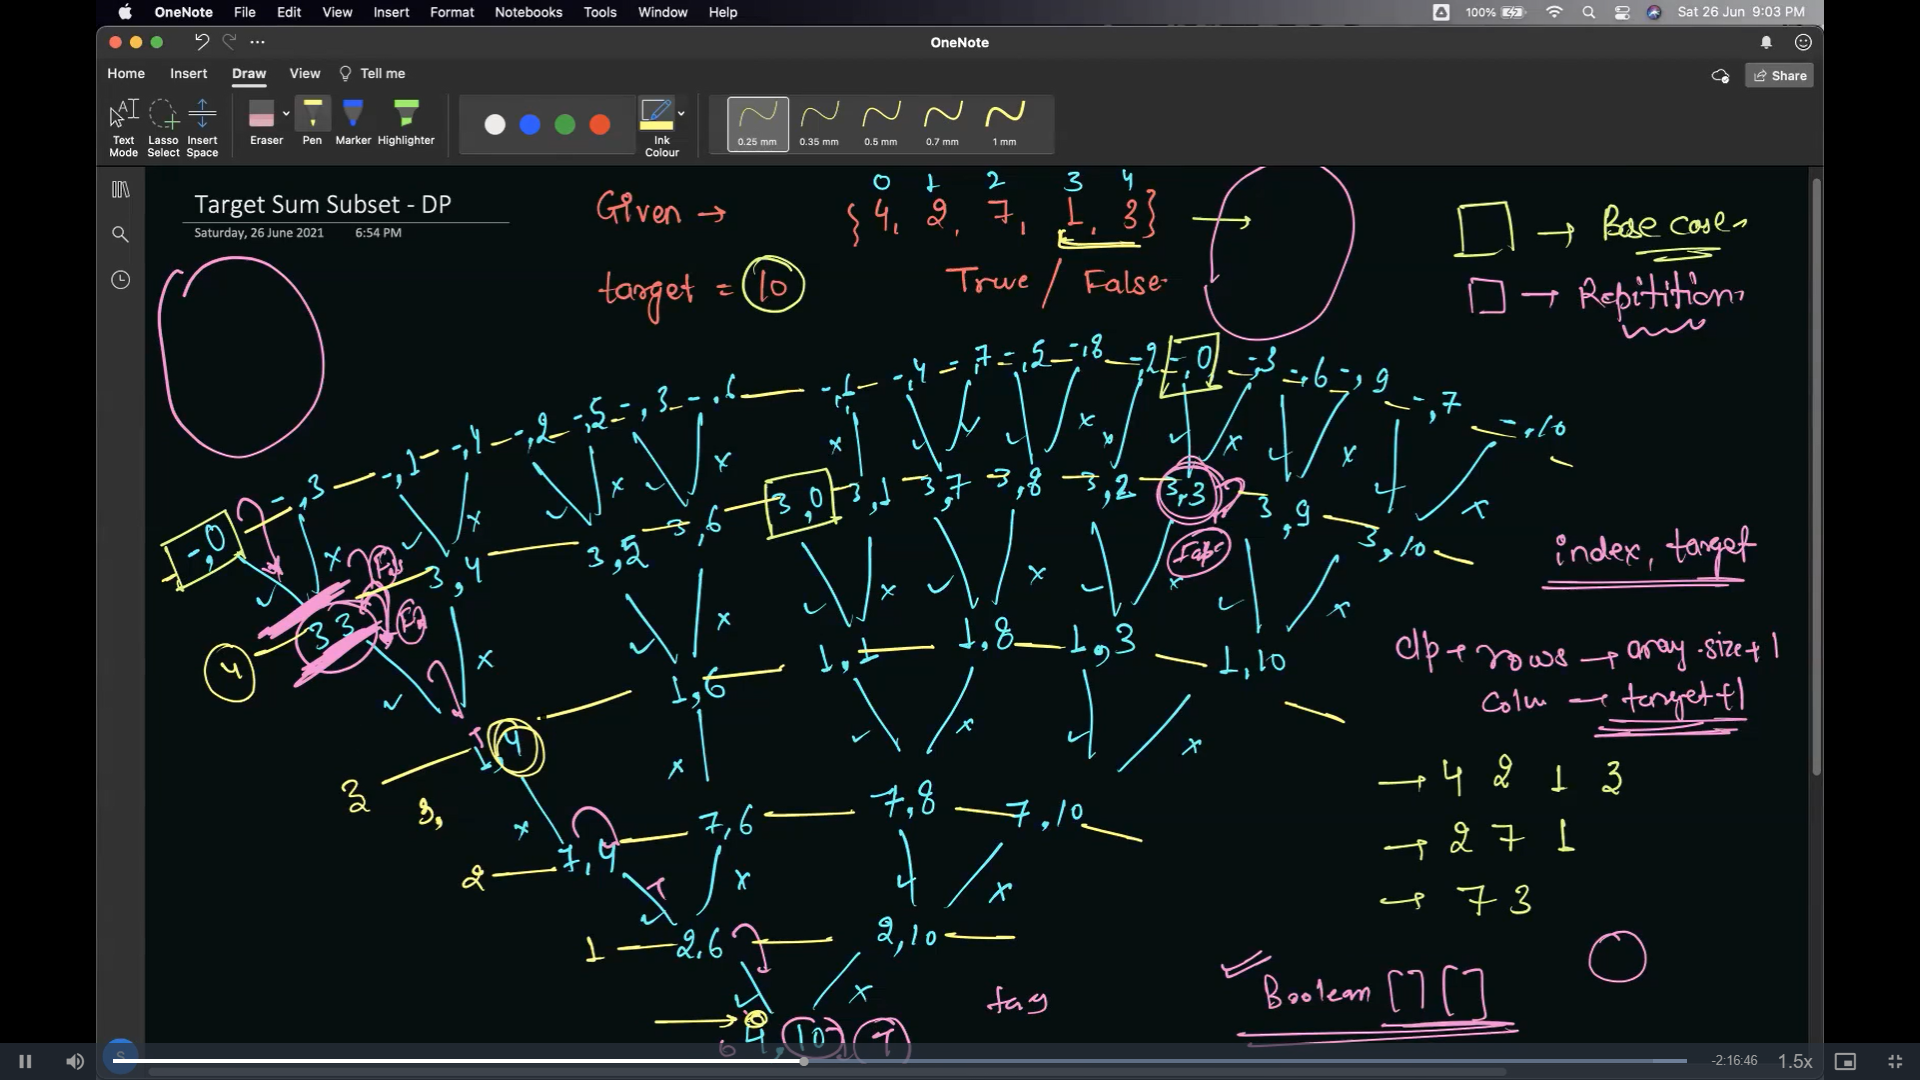 OneNote File Edit View Insert Format Notebooks Tools Window Help 100% Sat 26 Jun 9:03 PM
OneNote
Home Insert Draw View Tell me Share
Text Mode Lasso Select Insert Space Eraser Pen Marker Highlighter Ink Colour 0.25 mm 0.35 mm 0.5 mm 0.7 mm 1 mm
Target Sum Subset - DP
Saturday, 26 June 2021 6:54 PM
0 1 2 3 4
Given → {4, 2, 7, 1, 3} →
→ Base case
target = 10 True / False
→ Repitition
-,3 -,1 -,4 -,2 -,5 -,3 -,6 -,1 -,4 -,7 -,5 -,8 -,2 -,0 -,3 -,6 -,9 -,7 -,10
-,0 3,4 3,5 3,6 3,0 3,1 3,7 3,8 3,2 3,3 3,9 3,10
index, target
4 3 3
1,4 1,6 1,1 1,8 1,3 1,10
dp → rows → array.size+1
colm → target+1
3 3,
→ 4 2 1 3
2 7,4 7,6 7,8 7,10
→ 2 7 1
→ 7 3
1 2,6 2,10
Boolean [] []
→ 0 4,10 T
-2:16:46 1.5x